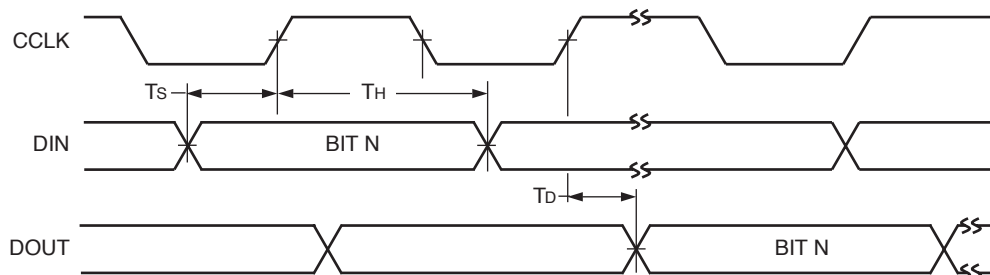 CCLK
TS
TH
DIN
BIT N
TD
DOUT
BIT N